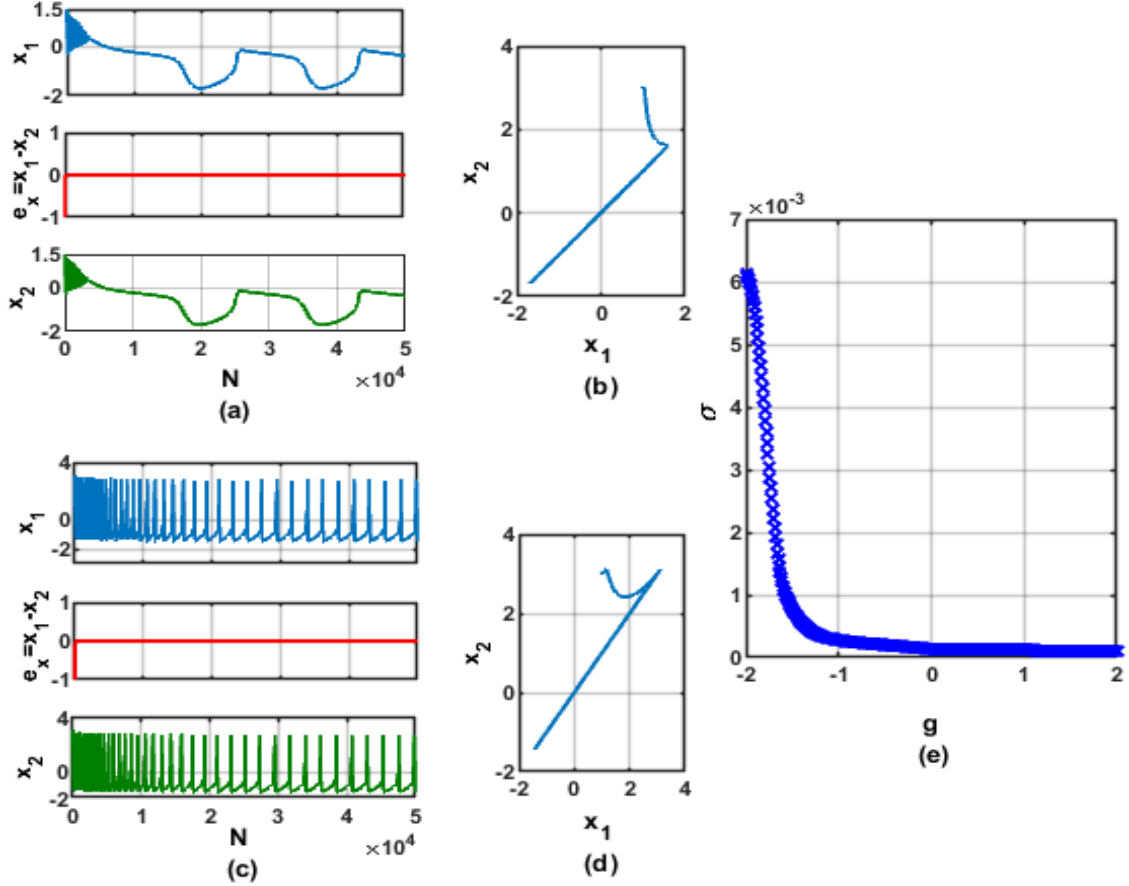 1.5
0
-2
x1
1
0
-1
ex=x1-x2
1.5
0
-2
x2
0 1 2 3 4 5
N
×10^4
(a)
4
2
0
-2
x2
-2 0 2
x1
(b)
4
0
-2
x1
1
0
-1
ex=x1-x2
4
0
-2
x2
0 1 2 3 4 5
N
×10^4
(c)
4
2
0
-2
x2
-2 0 2 4
x1
(d)
×10^-3
7
6
5
4
3
2
1
0
σ
-2 -1 0 1 2
g
(e)